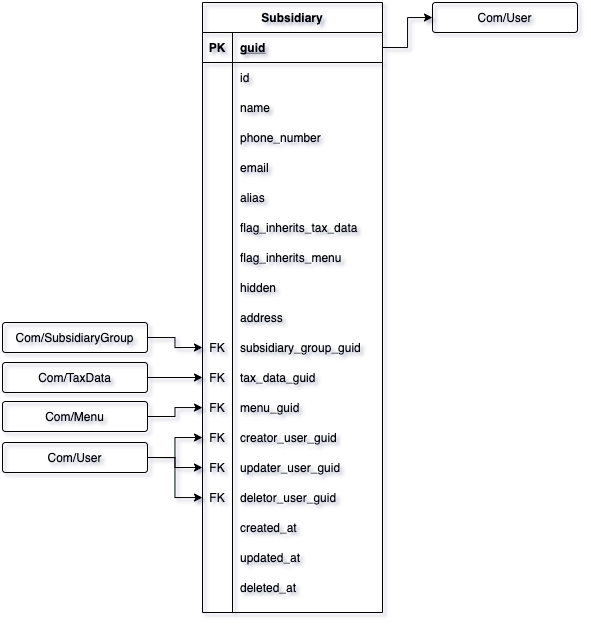 Subsidiary
Com/User
PK guid
id
name
phone_number
email
alias
flag_inherits_tax_data
flag_inherits_menu
hidden
address
Com/SubsidiaryGroup
FK subsidiary_group_guid
Com/TaxData
FK tax_data_guid
Com/Menu
FK menu_guid
FK creator_user_guid
Com/User
FK updater_user_guid
FK deletor_user_guid
created_at
updated_at
deleted_at